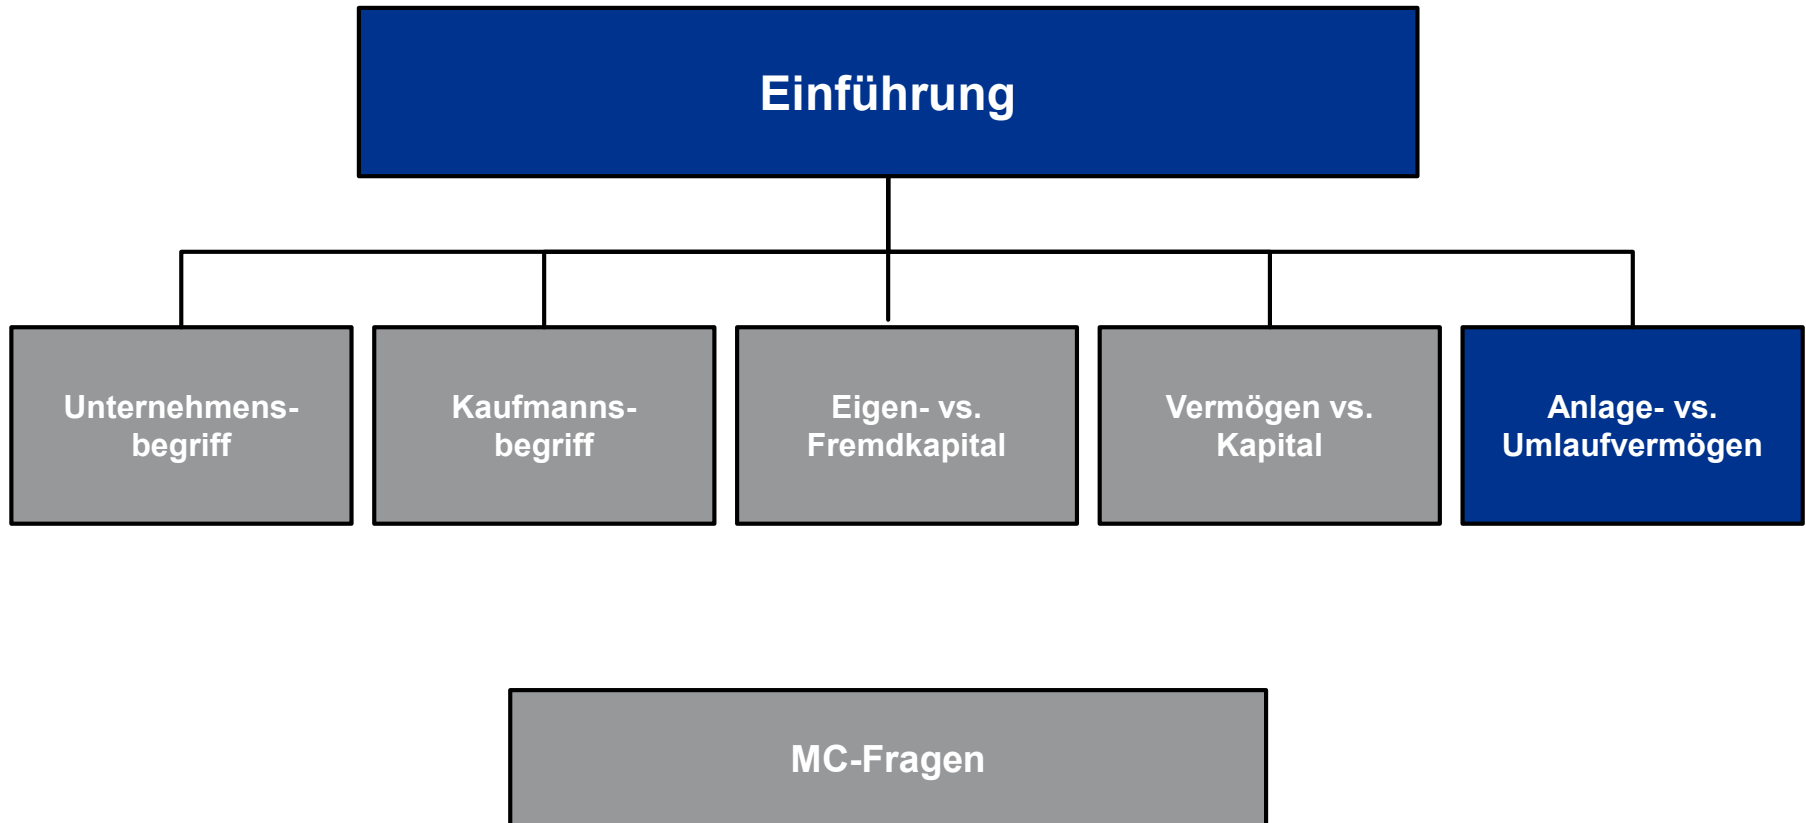 Einführung
Unternehmens-
begriff
Kaufmanns-
begriff
Eigen- vs.
Fremdkapital
Vermögen vs.
Kapital
Anlage- vs.
Umlaufvermögen
MC-Fragen